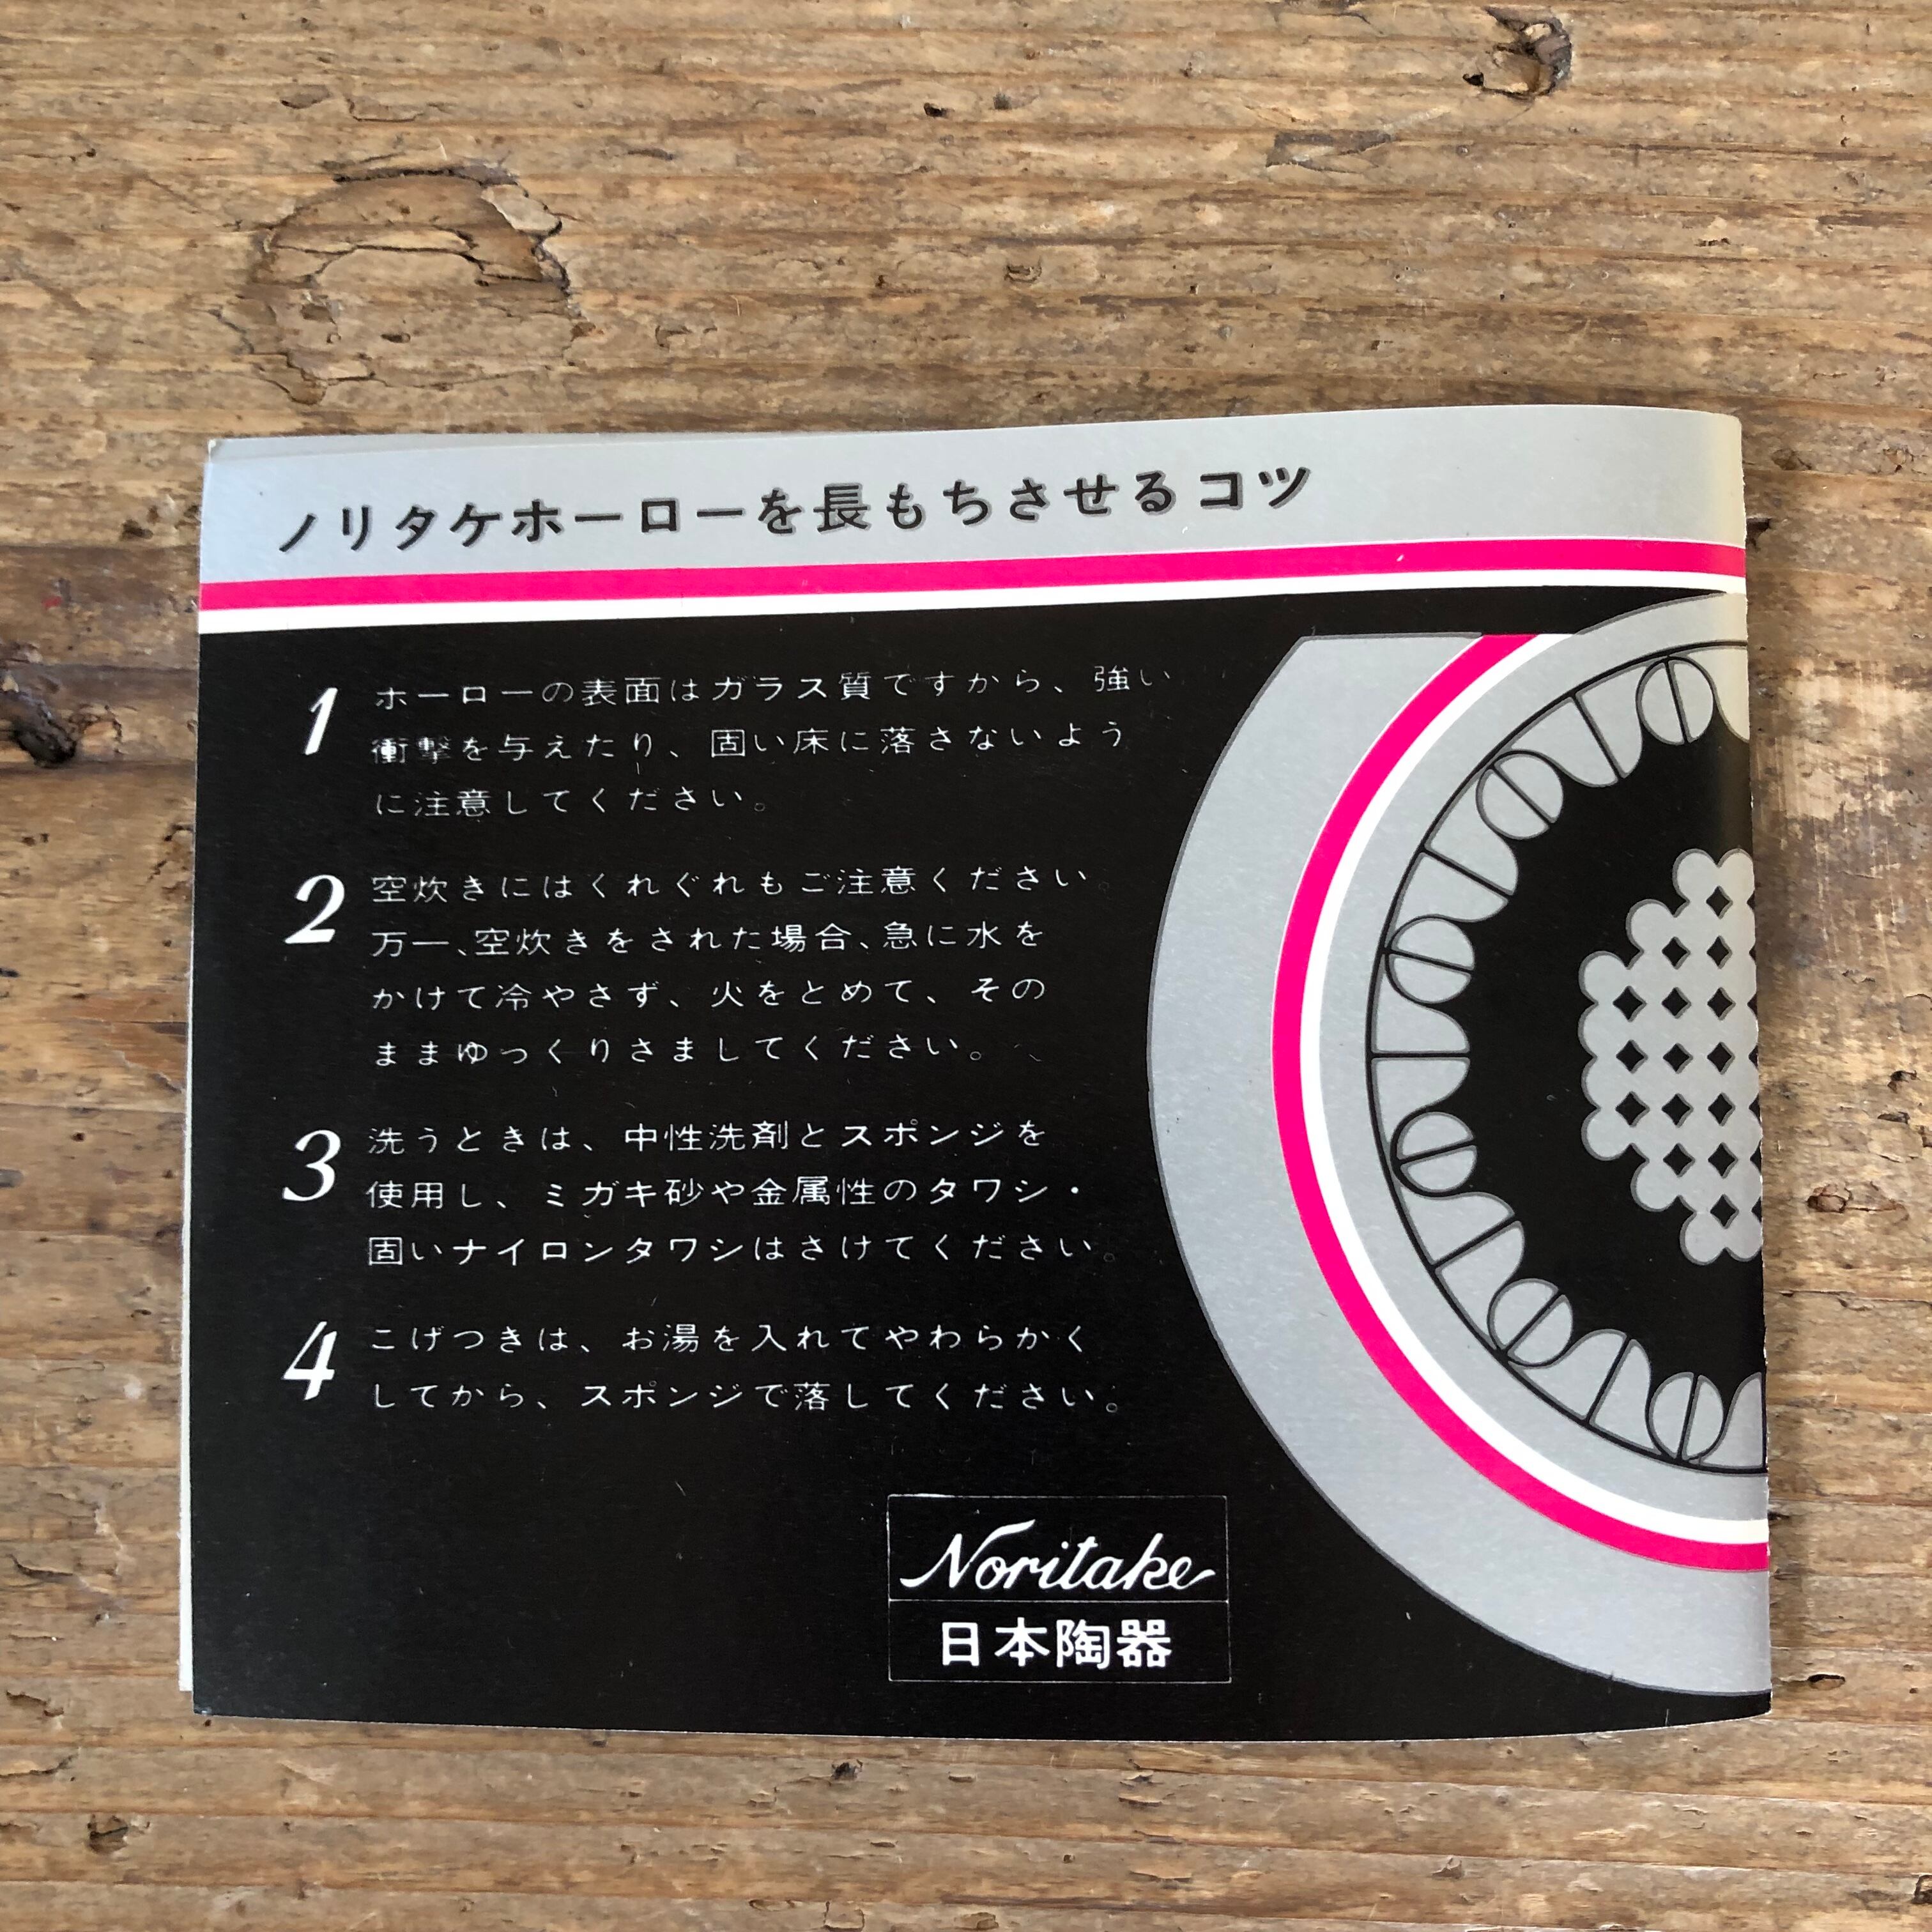 ノリタケホーローを長もちさせるコツ
1 ホーローの表面はガラス質ですから、強い
衝撃を与えたり、固い床に落さないよう
に注意してください。
2 空炊きにはくれぐれもご注意ください。
万一、空炊きをされた場合、急に水を
かけて冷やさず、火をとめて、その
ままゆっくりさましてください。
3 洗うときは、中性洗剤とスポンジを
使用し、ミガキ砂や金属性のタワシ・
固いナイロンタワシはさけてください。
4 こげつきは、お湯を入れてやわらかく
してから、スポンジで落してください。
Noritake
日本陶器